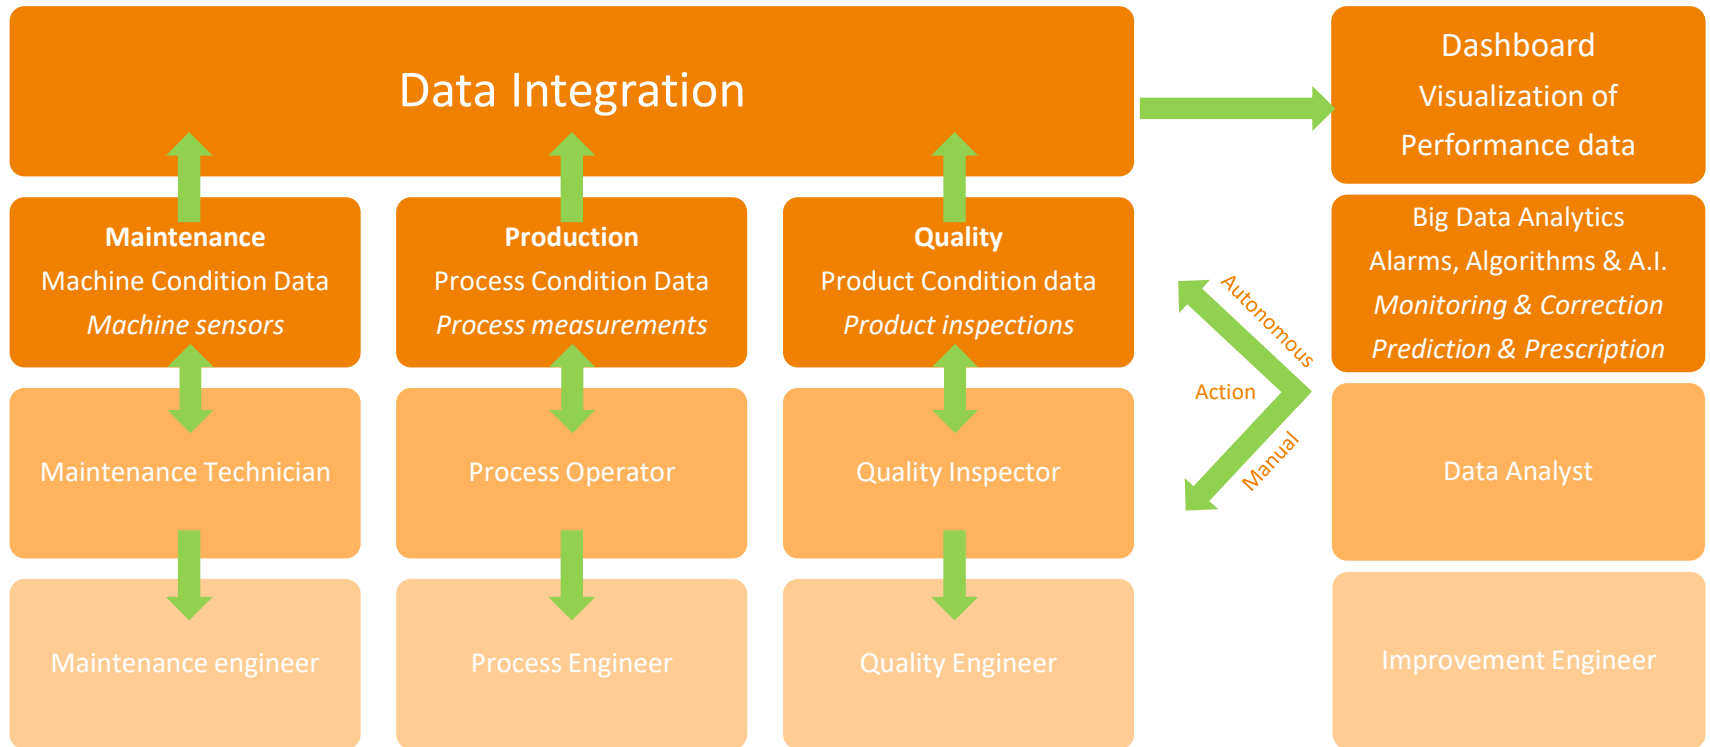 Data Integration
Dashboard
Visualization of
Performance data
Maintenance
Machine Condition Data
Machine sensors
Production
Process Condition Data
Process measurements
Quality
Product Condition data
Product inspections
Big Data Analytics
Alarms, Algorithms & A.I.
Monitoring & Correction
Prediction & Prescription
Autonomous
Action
Manual
Maintenance Technician
Process Operator
Quality Inspector
Data Analyst
Maintenance engineer
Process Engineer
Quality Engineer
Improvement Engineer